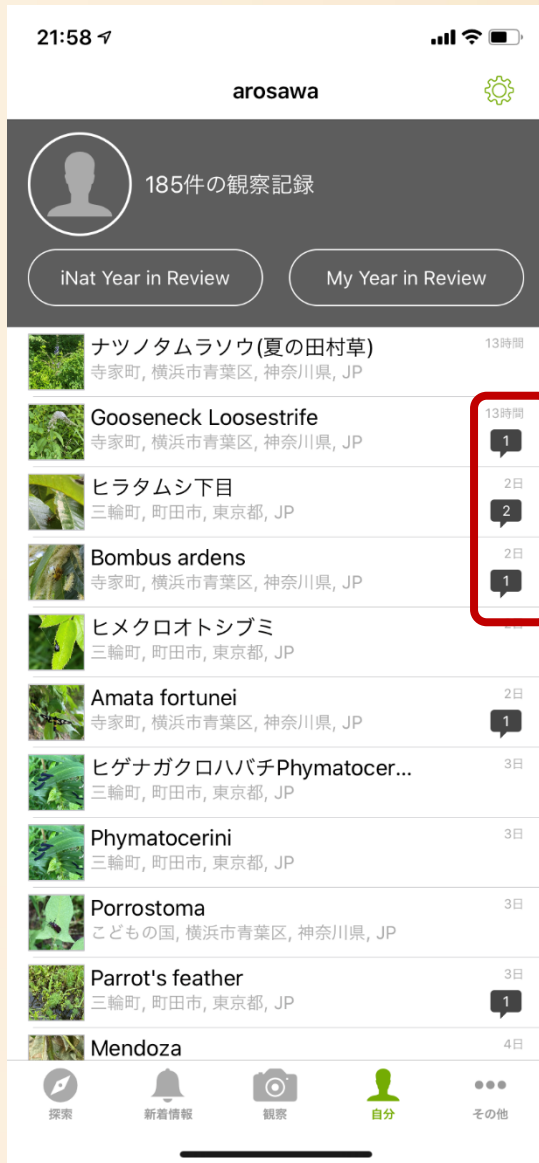 21:58
arosawa
185件の観察記録
iNat Year in Review
My Year in Review
ナツノタムラソウ(夏の田村草)
13時間
寺家町, 横浜市青葉区, 神奈川県, JP
Gooseneck Loosestrife
13時間
寺家町, 横浜市青葉区, 神奈川県, JP
1
ヒラタムシ下目
2日
三輪町, 町田市, 東京都, JP
2
Bombus ardens
2日
寺家町, 横浜市青葉区, 神奈川県, JP
1
ヒメクロオトシブミ
三輪町, 町田市, 東京都, JP
Amata fortunei
2日
寺家町, 横浜市青葉区, 神奈川県, JP
1
ヒゲナガクロハバチPhymatocer...
3日
三輪町, 町田市, 東京都, JP
Phymatocerini
3日
三輪町, 町田市, 東京都, JP
Porrostoma
3日
こどもの国, 横浜市青葉区, 神奈川県, JP
Parrot's feather
3日
三輪町, 町田市, 東京都, JP
1
Mendoza
4日
探索
新着情報
観察
自分
その他